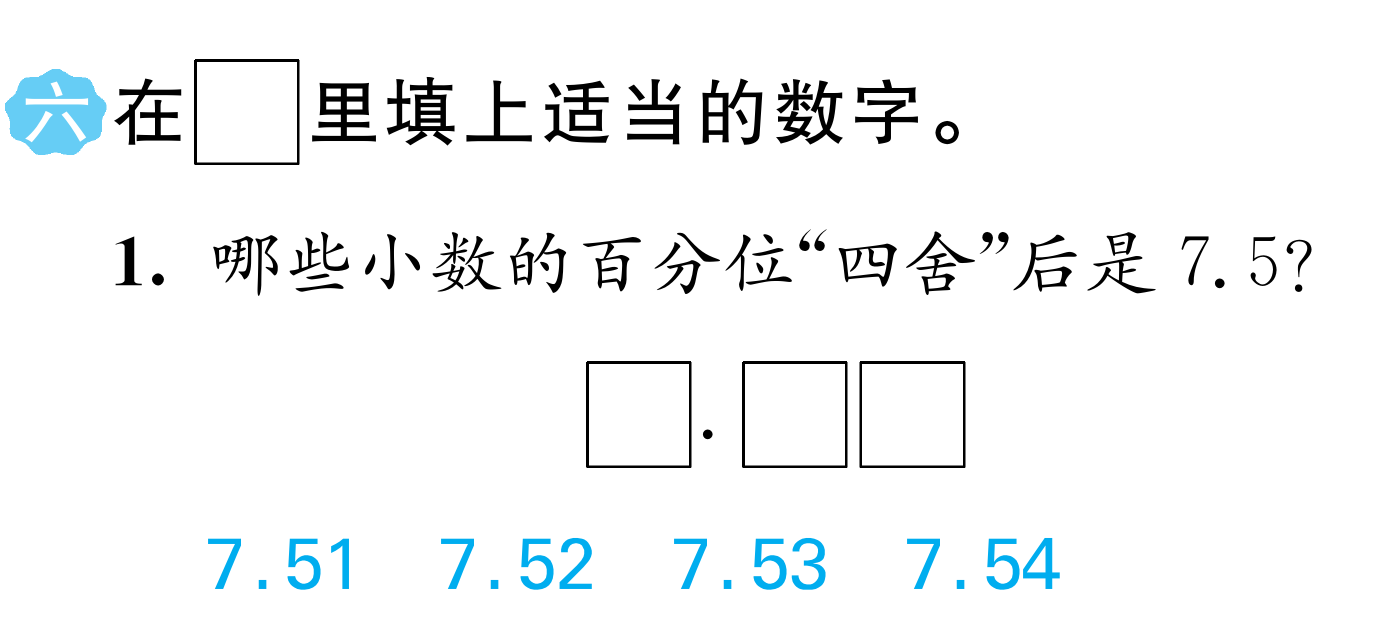 六 在□里填上适当的数字。
1. 哪些小数的百分位“四舍”后是 7.5?
□.□□
7.51 7.52 7.53 7.54